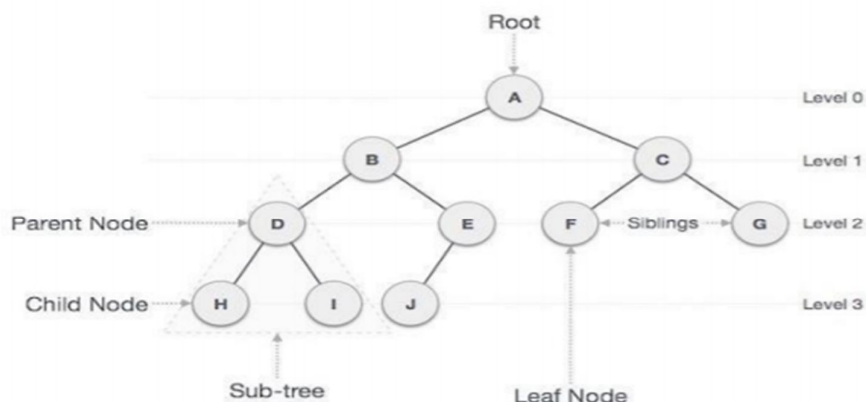 Root
A
Level 0
B
C
Level 1
Parent Node
D
E
F
Siblings
G
Level 2
Child Node
H
I
J
Level 3
Sub-tree
Leaf Node